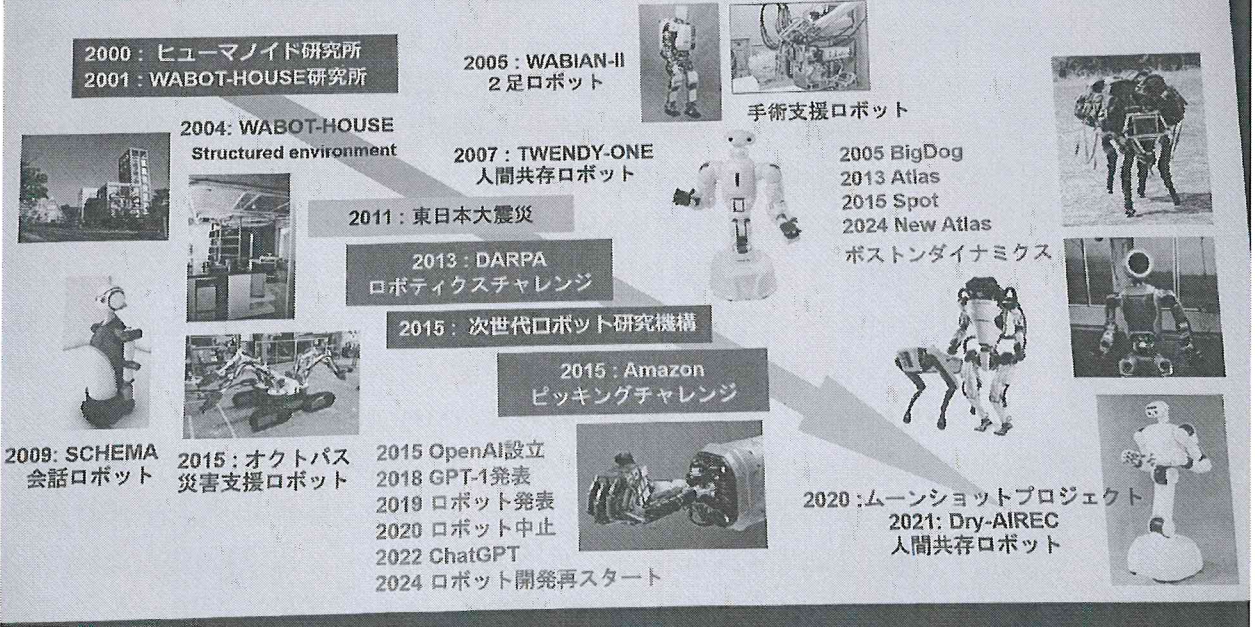 2000：ヒューマノイド研究所
2001：WABOT-HOUSE研究所
2004: WABOT-HOUSE
Structured environment
2005：WABIAN-II
２足ロボット
手術支援ロボット
2007：TWENDY-ONE
人間共存ロボット
2005 BigDog
2013 Atlas
2015 Spot
2024 New Atlas
ボストンダイナミクス
2011：東日本大震災
2013：DARPA
ロボティクスチャレンジ
2015：次世代ロボット研究機構
2015：Amazon
ピッキングチャレンジ
2009: SCHEMA
会話ロボット
2015：オクトパス
災害支援ロボット
2015 OpenAI設立
2018 GPT-1発表
2019 ロボット発表
2020 ロボット中止
2022 ChatGPT
2024 ロボット開発再スタート
2020：ムーンショットプロジェクト
2021: Dry-AIREC
人間共存ロボット